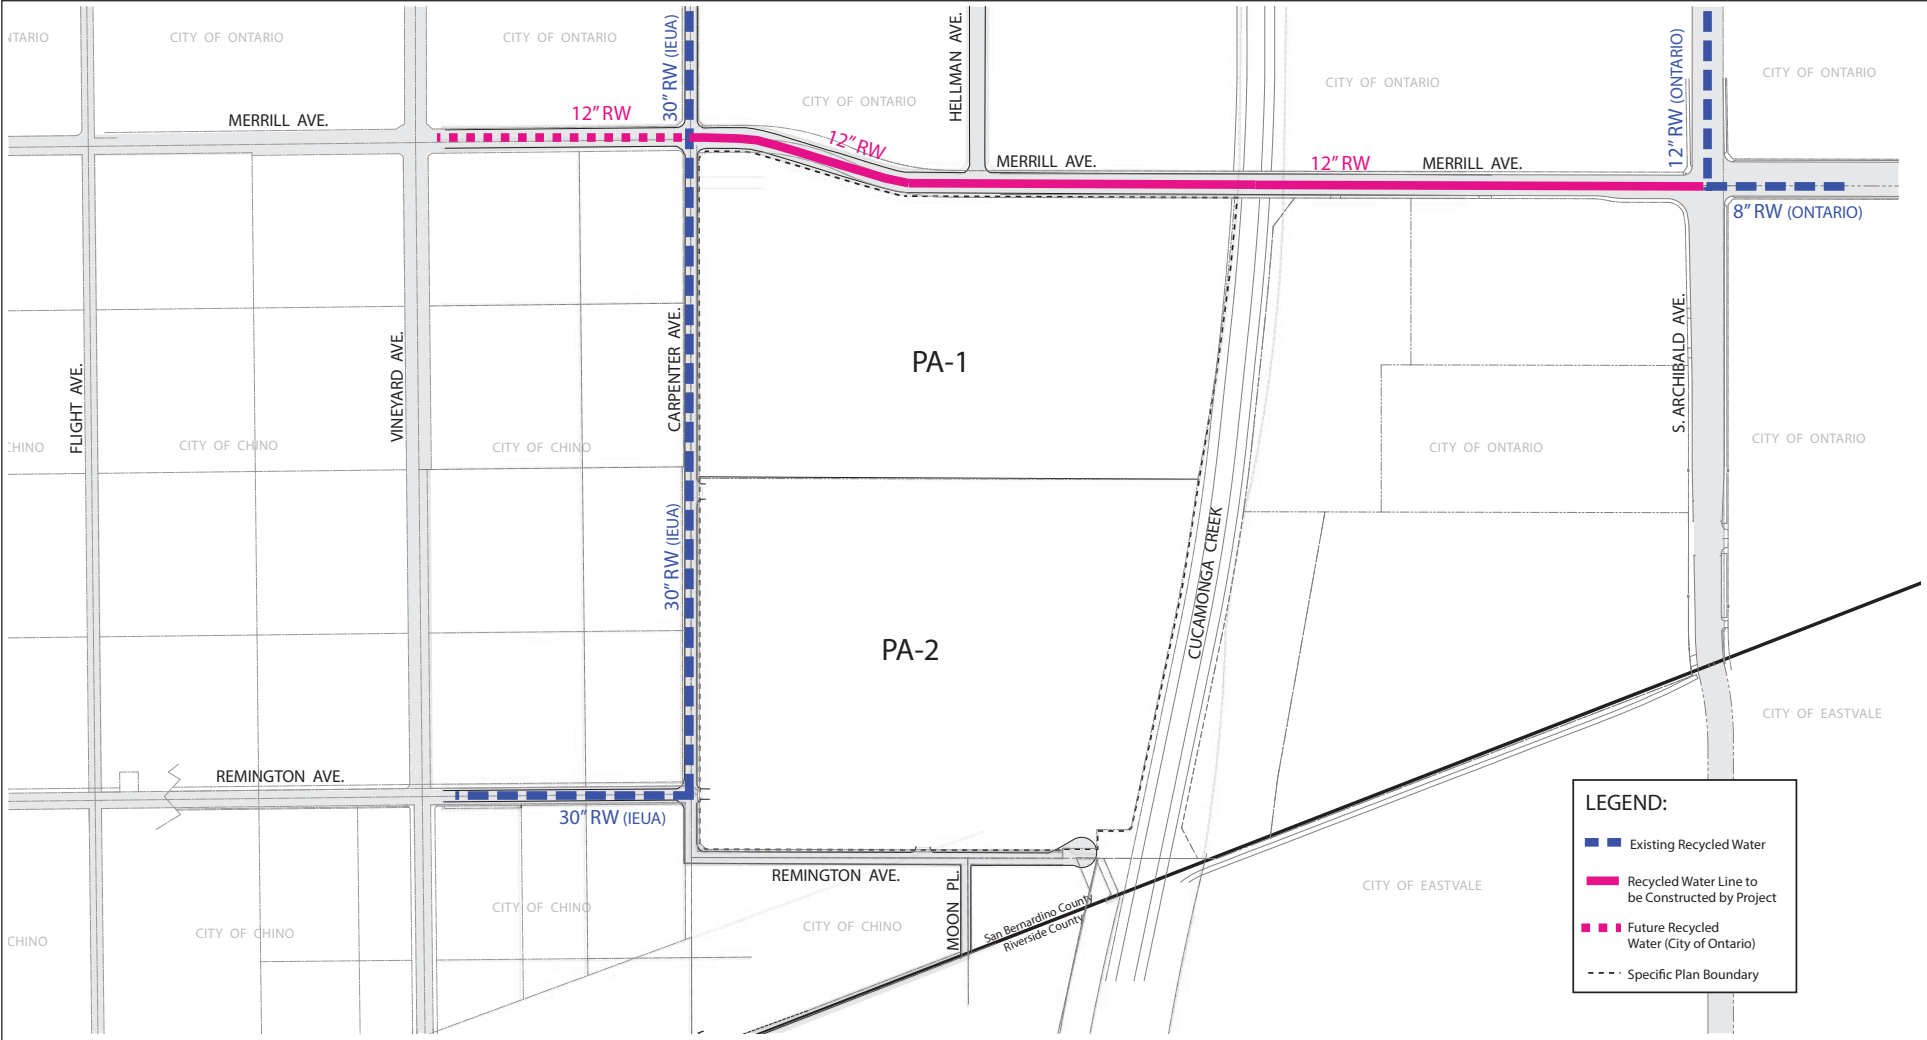 NTARIO
CITY OF ONTARIO
CITY OF ONTARIO
30" RW (IEUA)
HELLMAN AVE.
CITY OF ONTARIO
12" RW (ONTARIO)
CITY OF ONTARIO
CITY OF ONTARIO
MERRILL AVE.
12" RW
12" RW
MERRILL AVE.
12" RW
MERRILL AVE.
8" RW (ONTARIO)
FLIGHT AVE.
VINEYARD AVE.
CARPENTER AVE.
PA-1
S. ARCHIBALD AVE.
CHINO
CITY OF CHINO
CITY OF CHINO
CITY OF ONTARIO
CITY OF ONTARIO
30" RW (IEUA)
CUCAMONGA CREEK
PA-2
CITY OF EASTVALE
REMINGTON AVE.
30" RW (IEUA)
REMINGTON AVE.
MOON PL.
CITY OF EASTVALE
CITY OF CHINO
CITY OF CHINO
CITY OF CHINO
CHINO
San Bernardino County
Riverside County
LEGEND:
Existing Recycled Water
Recycled Water Line to
be Constructed by Project
Future Recycled
Water (City of Ontario)
Specific Plan Boundary